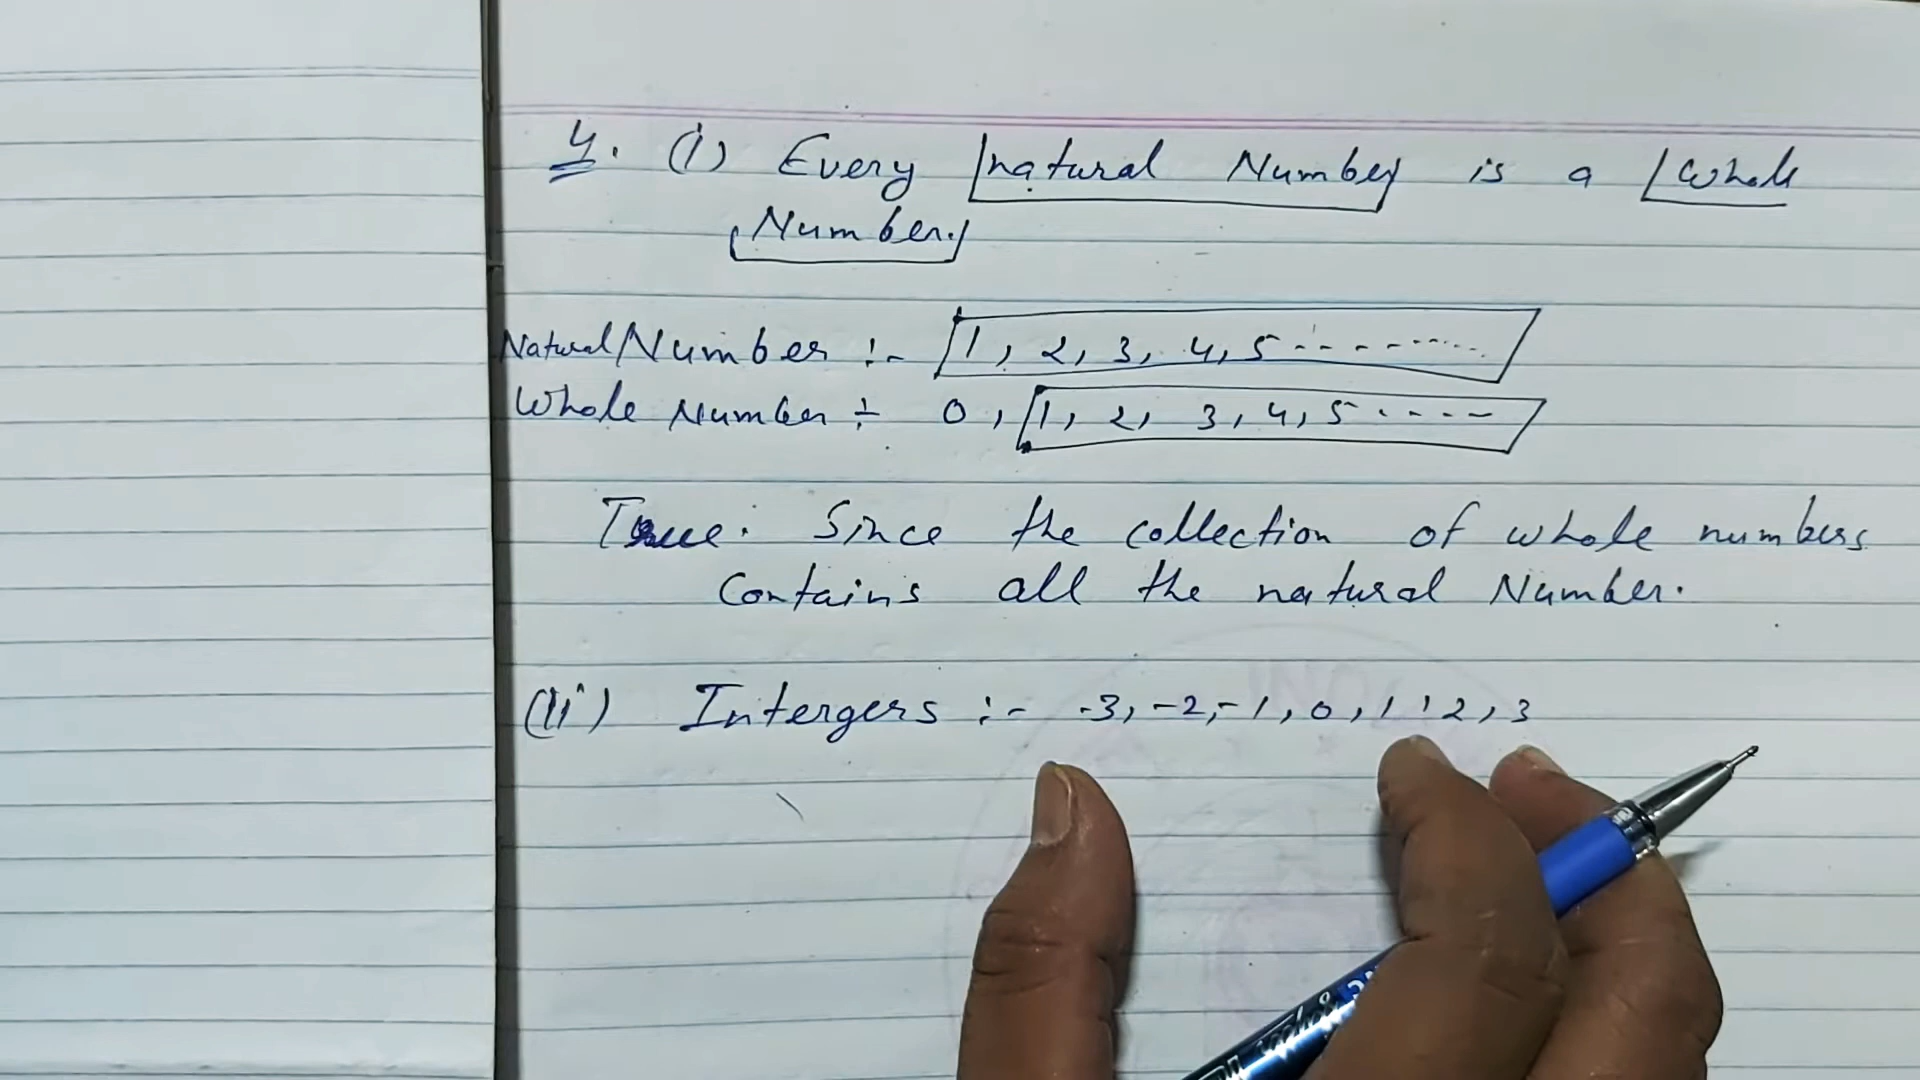 4. (i) Every natural Number is a Whole
Number.
Natural Number :- 1, 2, 3, 4, 5 ---------
Whole Number ÷ 0, 1, 2, 3, 4, 5 ----
True. Since the collection of whole numbers
Contains all the natural Number.
(ii) Intergers :- -3, -2, -1, 0, 1, 2, 3